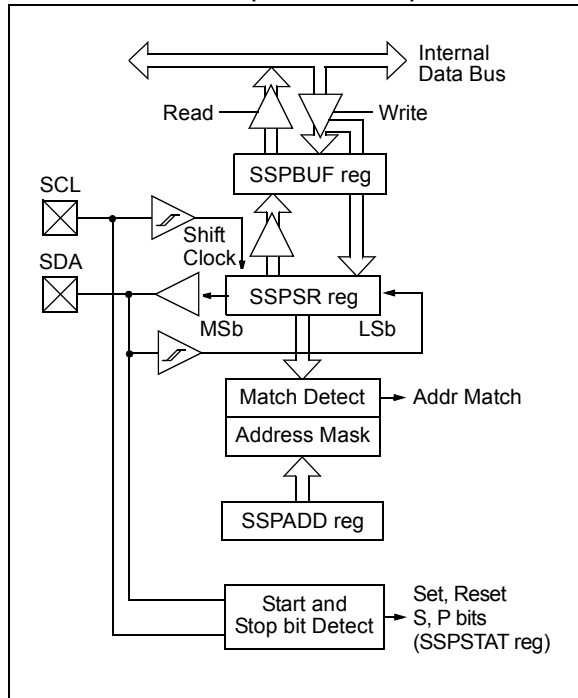 Internal
Data Bus
Read
Write
SSPBUF reg
SCL
Shift
Clock
SDA
SSPSR reg
MSb
LSb
Match Detect
Addr Match
Address Mask
SSPADD reg
Start and
Stop bit Detect
Set, Reset
S, P bits
(SSPSTAT reg)